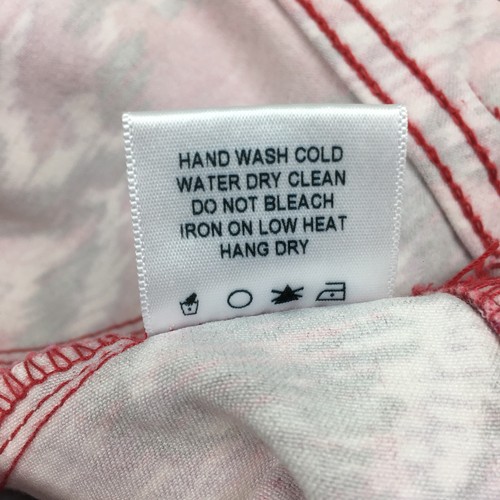 HAND WASH COLD
WATER DRY CLEAN
DO NOT BLEACH
IRON ON LOW HEAT
HANG DRY